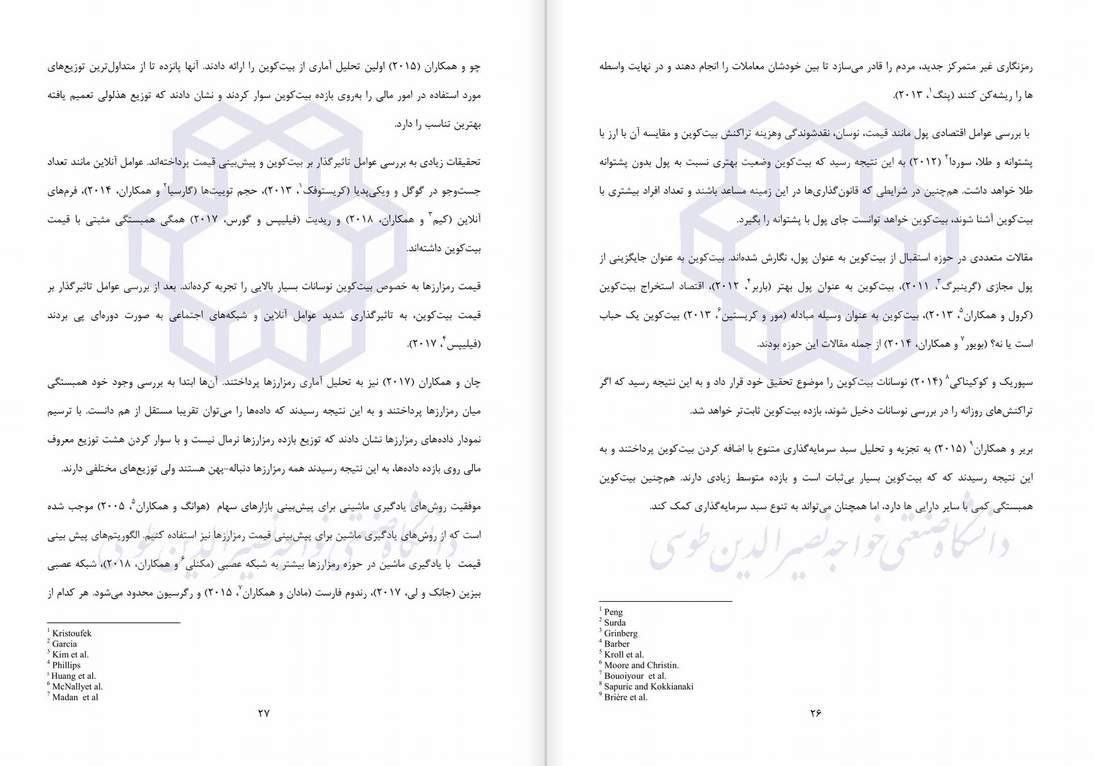 رمزنگاری غیر متمرکز جدید، مردم را قادر می‌سازد تا بین خودشان معاملات را انجام دهند و در نهایت واسطه
ها را ریشه‌کن کنند (پنگ۱، ۲۰۱۳).
با بررسی عوامل اقتصادی پول مانند قیمت، نوسان، نقدشوندگی وهزینه تراکنش بیت‌کوین و مقایسه آن با ارز با
پشتوانه و طلا، سوردا۲ (۲۰۱۲) به این نتیجه رسید که بیت‌کوین وضعیت بهتری نسبت به پول بدون پشتوانه
طلا خواهد داشت. هم‌چنین در شرایطی که قانون‌گذاری‌ها در این زمینه مساعد باشند و تعداد افراد بیشتری با
بیت‌کوین آشنا شوند، بیت‌کوین خواهد توانست جای پول با پشتوانه را بگیرد.
مقالات متعددی در حوزه استقبال از بیت‌کوین به عنوان پول، نگارش شده‌اند. بیت‌کوین به عنوان جایگزینی از
پول مجازی (گرینبرگ۳، ۲۰۱۱)، بیت‌کوین به عنوان پول بهتر (باربر۴، ۲۰۱۲)، اقتصاد استخراج بیت‌کوین
(کرول و همکاران۵، ۲۰۱۳)، بیت‌کوین به عنوان وسیله مبادله (مور و کریستین۶، ۲۰۱۳) بیت‌کوین یک حباب
است یا نه؟ (بویور۷ و همکاران، ۲۰۱۴) از جمله مقالات این حوزه بودند.
سپوریک و کوکیناکی۸ (۲۰۱۴) نوسانات بیت‌کوین را موضوع تحقیق خود قرار داد و به این نتیجه رسید که اگر
تراکنش‌های روزانه را در بررسی نوسانات دخیل شوند، بازده بیت‌کوین ثابت‌تر خواهد شد.
بریر و همکاران۹ (۲۰۱۵) به تجزیه و تحلیل سبد سرمایه‌گذاری متنوع با اضافه کردن بیت‌کوین پرداختند و به
این نتیجه رسیدند که که بیت‌کوین بسیار بی‌ثبات است و بازده متوسط زیادی دارند. هم‌چنین بیت‌کوین
همبستگی کمی با سایر دارایی ها دارد، اما همچنان می‌تواند به تنوع سبد سرمایه‌گذاری کمک کند.
دانشگاه صنعتی خواجه نصیرالدین طوسی
1 Peng
2 Surda
3 Grinberg
4 Barber
5 Kroll et al.
6 Moore and Christin.
7 Bouoiyour et al.
8 Sapuric and Kokkianaki
9 Brière et al.
۲۶
چو و همکاران (۲۰۱۵) اولین تحلیل آماری از بیت‌کوین را ارائه دادند. آنها پانزده تا از متداول‌ترین توزیع‌های
مورد استفاده در امور مالی را به‌روی بازده بیت‌کوین سوار کردند و نشان دادند که توزیع هذلولی تعمیم یافته
بهترین تناسب را دارد.
تحقیقات زیادی به بررسی عوامل تاثیرگذار بر بیت‌کوین و پیش‌بینی قیمت پرداخته‌اند. عوامل آنلاین مانند تعداد
جست‌وجو در گوگل و ویکی‌پدیا (کریستوفک۱، ۲۰۱۳)، حجم توییت‌ها (گارسیا۲ و همکاران، ۲۰۱۴)، فرم‌های
آنلاین (کیم۳ و همکاران، ۲۰۱۸) و ریدیت (فیلیپس و گورس، ۲۰۱۷) همگی همبستگی مثبتی با قیمت
بیت‌کوین داشته‌اند.
قیمت رمزارزها به خصوص بیت‌کوین نوسانات بسیار بالایی را تجربه کرده‌اند. بعد از بررسی عوامل تاثیرگذار بر
قیمت بیت‌کوین، به تاثیرگذاری شدید عوامل آنلاین و شبکه‌های اجتماعی به صورت دوره‌ای پی بردند
(فیلیپس۴، ۲۰۱۷).
چان و همکاران (۲۰۱۷) نیز به تحلیل آماری رمزارزها پرداختند. آن‌ها ابتدا به بررسی وجود خود همبستگی
میان رمزارزها پرداختند و به این نتیجه رسیدند که داده‌ها را می‌توان تقریبا مستقل از هم دانست. با ترسیم
نمودار داده‌های رمزارزها نشان دادند که توزیع بازده رمزارزها نرمال نیست و با سوار کردن هشت توزیع معروف
مالی روی بازده داده‌ها، به این نتیجه رسیدند همه رمزارزها دنباله-پهن هستند ولی توزیع‌های مختلفی دارند.
موفقیت روش‌های یادگیری ماشینی برای پیش‌بینی بازارهای سهام (هوانگ و همکاران۵، ۲۰۰۵) موجب شده
است که از روش‌های یادگیری ماشین برای پیش‌بینی قیمت رمزارزها نیز استفاده کنیم. الگوریتم‌های پیش بینی
قیمت با یادگیری ماشین در حوزه رمزارزها بیشتر به شبکه عصبی (مکنلی۶ و همکاران، ۲۰۱۸)، شبکه عصبی
بیزین (جانک و لی، ۲۰۱۷)، رندوم فارست (مادان و همکاران۷، ۲۰۱۵) و رگرسیون محدود می‌شود. هر کدام از
دانشگاه صنعتی خواجه نصیرالدین طوسی
1 Kristoufek
2 Garcia
3 Kim et al.
4 Phillips
⁵ Huang et al.
6 McNallyet al.
7 Madan et al
۲۷